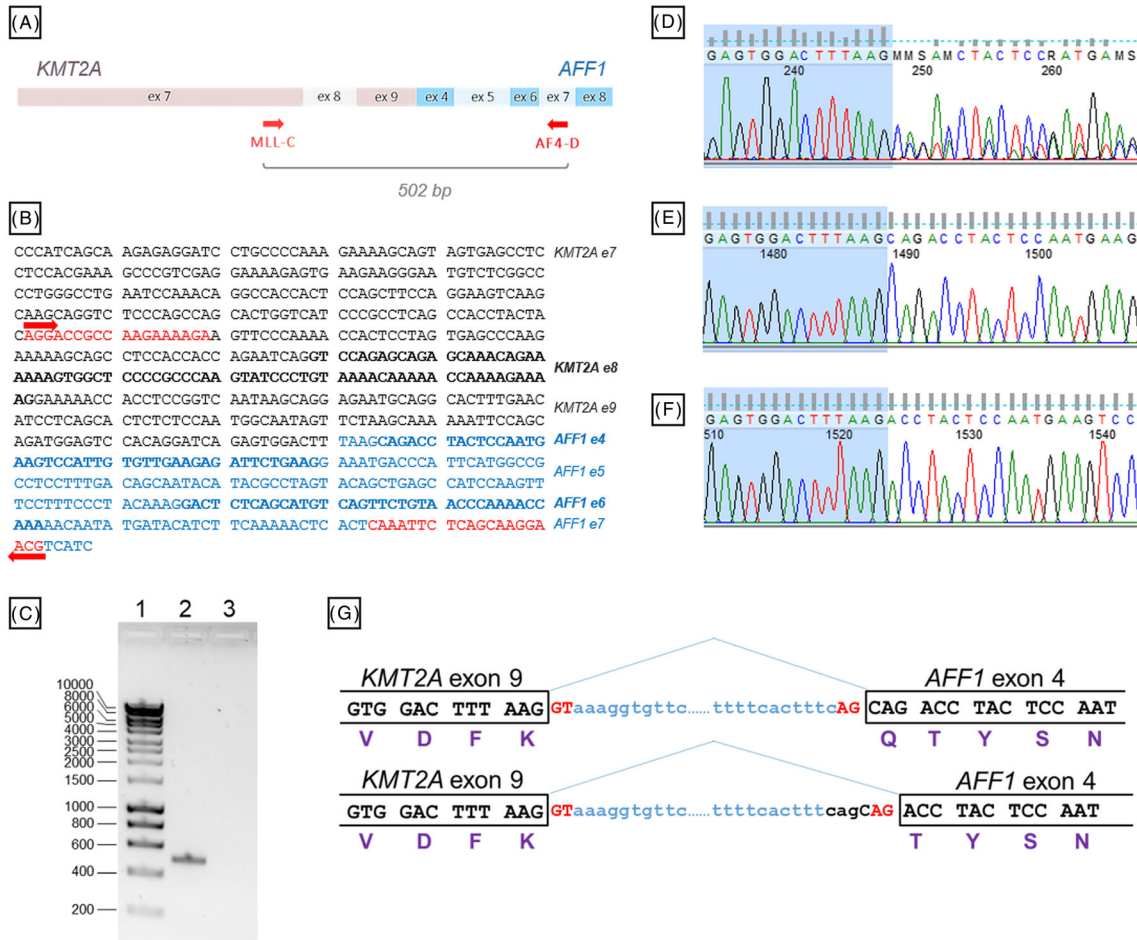 (A)
KMT2A AFF1
ex 7 ex 8 ex 9 ex 4 ex 5 ex 6 ex 7 ex 8
MLL-C AF4-D
502 bp
(B)
CCCATCAGCA AGAGAGGATC CTGCCCCAAA GAAAAGCAGT AGTGAGCCTC KMT2A e7
CTCCACGAAA GCCCGTCGAG GAAAAGAGTG AAGAAGGGAA TGTCTCGGCC
CCTGGGCCTG AATCCAAACA GGCCACCACT CCAGCTTCCA GGAAGTCAAG
CAAGCAGGTC TCCCAGCCAG CACTGGTCAT CCCGCCTCAG CCACCTACTA
CAGGACCGCC AAGAAAAGAA GTTCCCAAAA CCACTCCTAG TGAGCCCAAG
AAAAAGCAGC CTCCACCACC AGAATCAGGT CCAGAGCAGA GCAAACAGAA KMT2A e8
AAAAGTGGCT CCCCGCCCAA GTATCCCTGT AAAACAAAAA CCAAAAGAAA
AGGAAAAACC ACCTCCGGTC AATAAGCAGG AGAATGCAGG CACTTTGAAC KMT2A e9
ATCCTCAGCA CTCTCTCCAA TGGCAATAGT TCTAAGCAAA AAATTCCAGC
AGATGGAGTC CACAGGATCA GAGTGGACTT TAAGCAGACC TACTCCAATG AFF1 e4
AAGTCCATTG TGTTGAAGAG ATTCTGAAGG AAATGACCCA TTCATGGCCG AFF1 e5
CCTCCTTTGA CAGCAATACA TACGCCTAGT ACAGCTGAGC CATCCAAGTT
TCCTTTCCCT ACAAAGGACT CTCAGCATGT CAGTTCTGTA ACCCAAAACC AFF1 e6
AAAAACAATA TGATACATCT TCAAAAACTC ACTCAAATTC TCAGCAAGGA AFF1 e7
ACGTCATC
(C)
1 2 3
10000
8000
6000
5000
4000
3000
2500
2000
1500
1000
800
600
400
200
(D)
GAGTGGACTTTAAGMMSAMCTACTCCRATGAMS
240 250 260
(E)
GAGTGGACTTTAAGCAGACCTACTCCAATGAAG
1480 1490 1500
(F)
GAGTGGACTTTAAGACCTACTCCAATGAAGTCC
510 1520 1530 1540
(G)
KMT2A exon 9 AFF1 exon 4
GTG GAC TTT AAG GTaaaggtgttc......ttttcactttcAG CAG ACC TAC TCC AAT
V D F K Q T Y S N
KMT2A exon 9 AFF1 exon 4
GTG GAC TTT AAG GTaaaggtgttc......ttttcactttcagCAG ACC TAC TCC AAT
V D F K T Y S N